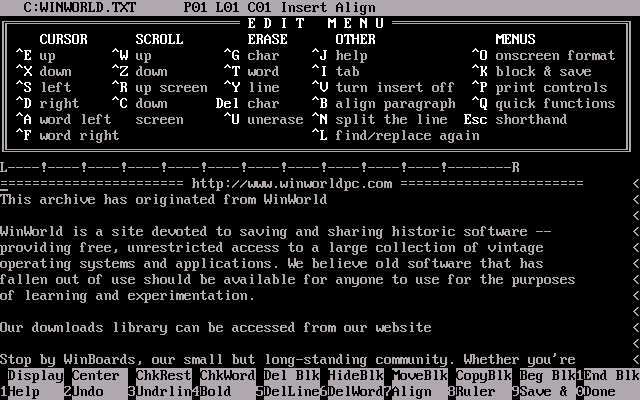 C:WINWORLD.TXT P01 L01 C01 Insert Align
E D I T M E N U
CURSOR SCROLL ERASE OTHER MENUS
^E up ^W up ^G char ^J help ^O onscreen format
^X down ^Z down ^T word ^I tab ^K block & save
^S left ^R up screen ^Y line ^V turn insert off ^P print controls
^D right ^C down Del char ^B align paragraph ^Q quick functions
^A word left screen ^U unerase ^N split the line Esc shorthand
^F word right ^L find/replace again
L----!----!----!----!----!----!----!----!----!----!----!--------R
======================== http://www.winworldpc.com ========================
This archive has originated from WinWorld <
<
WinWorld is a site devoted to saving and sharing historic software -- <
providing free, unrestricted access to a large collection of vintage <
operating systems and applications. We believe old software that has <
fallen out of use should be available for anyone to use for the purposes <
of learning and experimentation. <
<
Our downloads library can be accessed from our website <
<
Stop by WinBoards, our small but long-standing community. Whether you're <
Display Center ChkRest ChkWord Del Blk HideBlk MoveBlk CopyBlk Beg Blk End Blk
1Help 2Undo 3Undrlin 4Bold 5DelLine 6DelWord 7Align 8Ruler 9Save & 0Done